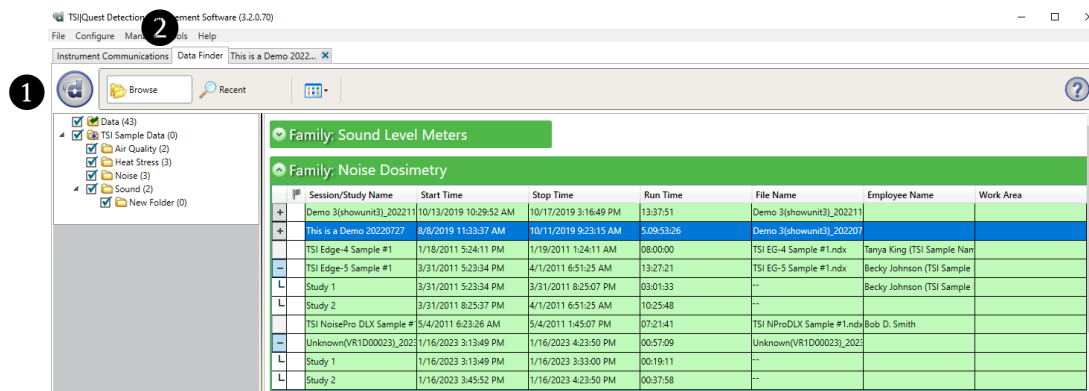 TSI|Quest Detection Management Software (3.2.0.70)
2
File Configure Tools Help
Instrument Communications Data Finder This is a Demo 2022...
1
Browse Recent
Data (43)
TSI Sample Data (0)
Air Quality (2)
Heat Stress (3)
Noise (3)
Sound (2)
New Folder (0)
Family: Sound Level Meters
Family: Noise Dosimetry
Session/Study Name Start Time Stop Time Run Time File Name Employee Name Work Area
Demo 3(showunit3)_202211 10/13/2019 10:29:52 AM 10/17/2019 3:16:49 PM 13:37:51 Demo 3(showunit3)_202211
This is a Demo 20220727 8/8/2019 11:33:37 AM 10/11/2019 9:23:15 AM 5.09:53:26 Demo 3(showunit3)_202207
TSI Edge-4 Sample #1 1/18/2011 5:24:11 PM 1/19/2011 1:24:11 AM 08:00:00 TSI EG-4 Sample #1.ndx Tanya King (TSI Sample Nam
TSI Edge-5 Sample #1 3/31/2011 5:23:34 PM 4/1/2011 6:51:25 AM 13:27:21 TSI EG-5 Sample #1.ndx Becky Johnson (TSI Sample
Study 1 3/31/2011 5:23:34 PM 3/31/2011 8:25:07 PM 03:01:33 -- Becky Johnson (TSI Sample
Study 2 3/31/2011 8:25:37 PM 4/1/2011 6:51:25 AM 10:25:48 --
TSI NoisePro DLX Sample #1 5/4/2011 6:23:26 AM 5/4/2011 1:45:07 PM 07:21:41 TSI NProDLX Sample #1.ndx Bob D. Smith
Unknown(VR1D00023)_2023 1/16/2023 3:13:49 PM 1/16/2023 4:23:50 PM 00:57:09 Unknown(VR1D00023)_2023
Study 1 1/16/2023 3:13:49 PM 1/16/2023 3:33:00 PM 00:19:11 --
Study 2 1/16/2023 3:45:52 PM 1/16/2023 4:23:50 PM 00:37:58 --